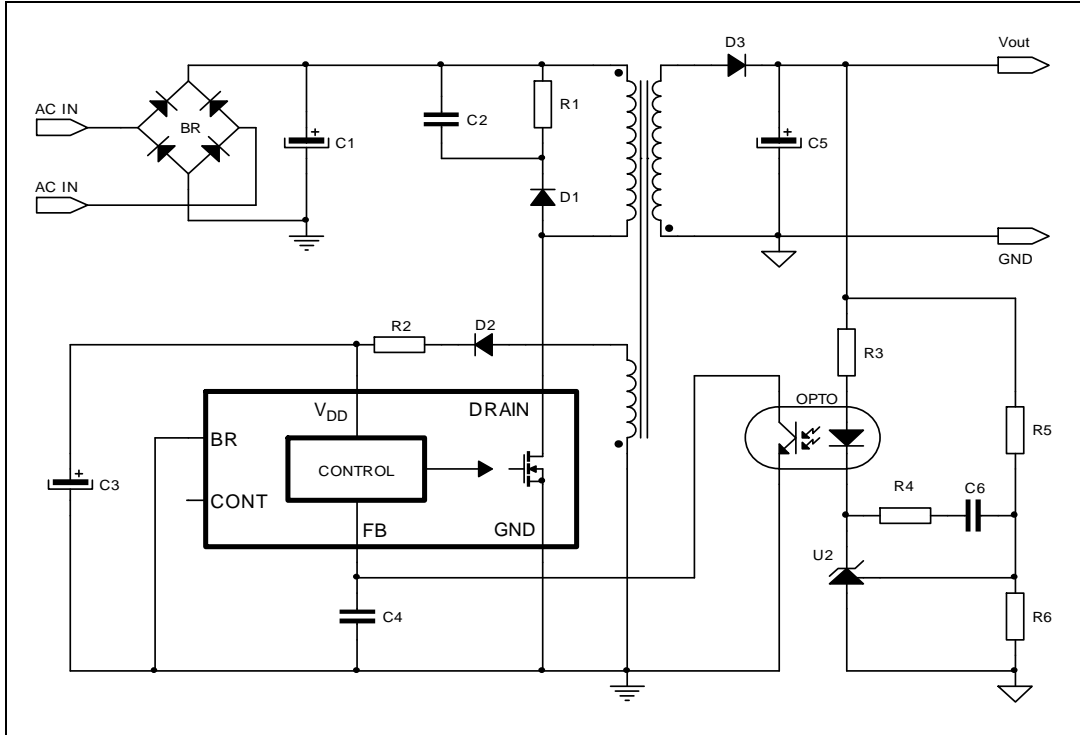 D3
Vout
AC IN
BR
R1
C2
C1
C5
AC IN
D1
GND
R2
D2
R3
OPTO
V_DD
DRAIN
BR
R5
CONTROL
C3
CONT
R4
C6
FB
GND
U2
C4
R6